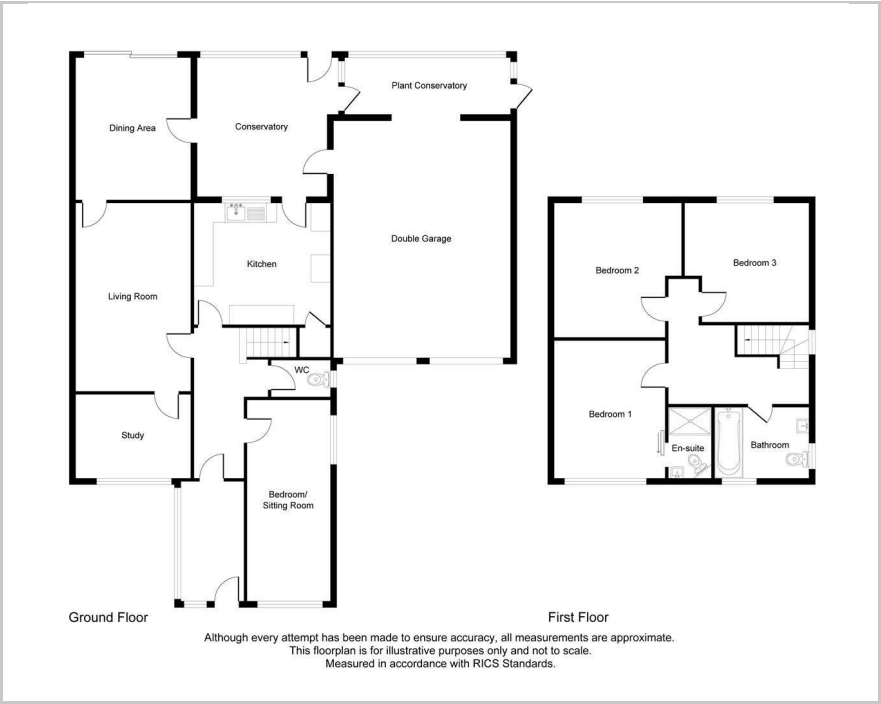 Plant Conservatory
Dining Area
Conservatory
Double Garage
Kitchen
Living Room
WC
Study
Bedroom/
Sitting Room
Bedroom 2
Bedroom 3
Bedroom 1
En-suite
Bathroom
Ground Floor
First Floor
Although every attempt has been made to ensure accuracy, all measurements are approximate.
This floorplan is for illustrative purposes only and not to scale.
Measured in accordance with RICS Standards.